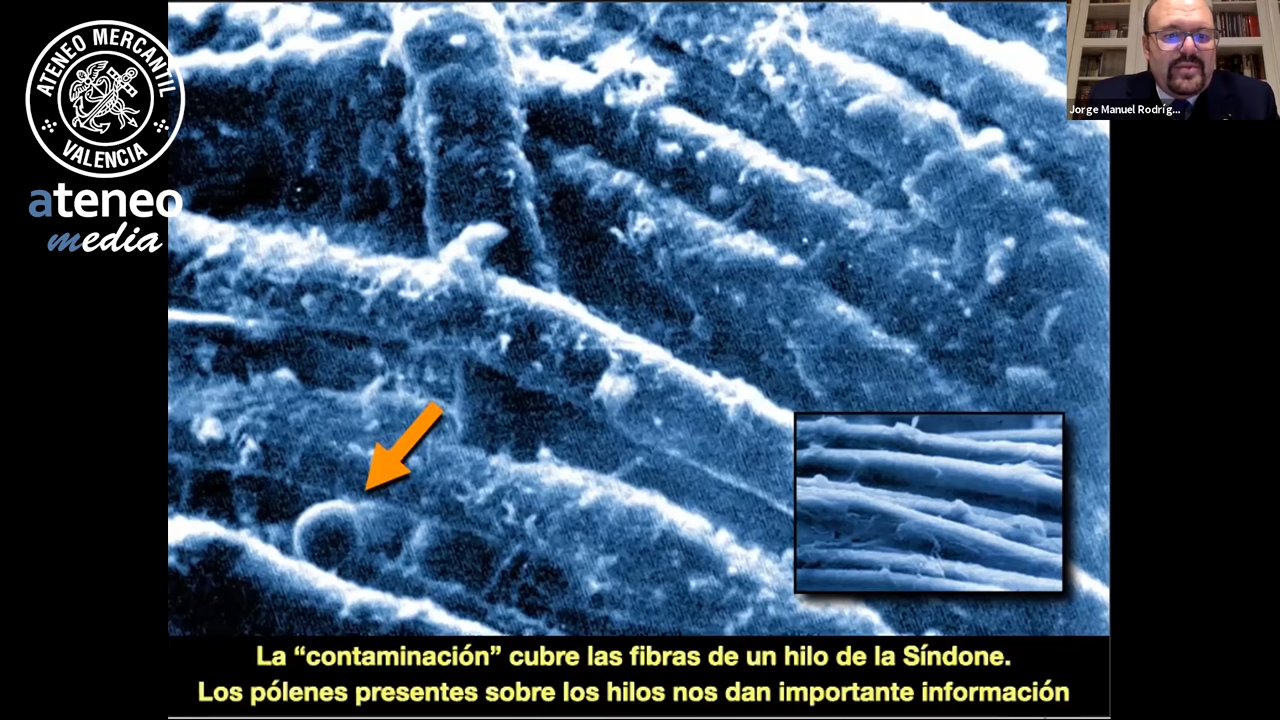 ATENEO MERCANTIL
VALENCIA
ateneo
media
Jorge Manuel Rodríg...
La “contaminación” cubre las fibras de un hilo de la Síndone.
Los pólenes presentes sobre los hilos nos dan importante información